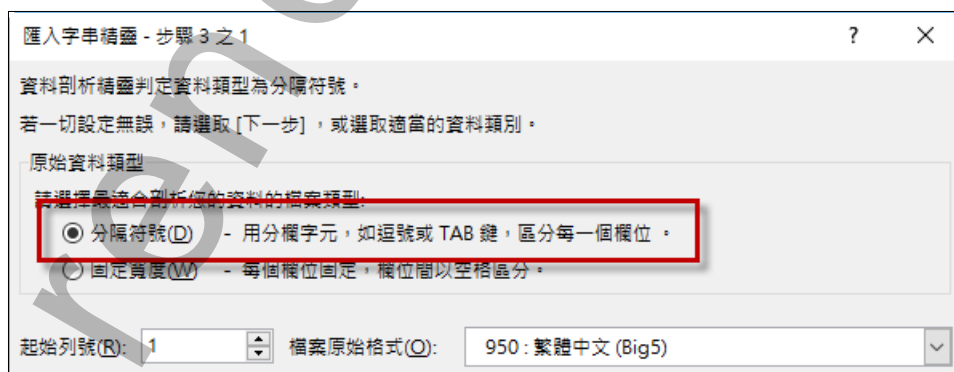 匯入字串精靈 - 步驟 3 之 1 ? ×
資料剖析精靈判定資料類型為分隔符號。
若一切設定無誤，請選取 [下一步]，或選取適當的資料類別。
原始資料類型
請選擇最適合剖析您的資料的檔案類型:
分隔符號(D) - 用分欄字元，如逗號或 TAB 鍵，區分每一個欄位 。
固定寬度(W) - 每個欄位固定，欄位間以空格區分。
起始列號(R): 1 檔案原始格式(O): 950 : 繁體中文 (Big5)